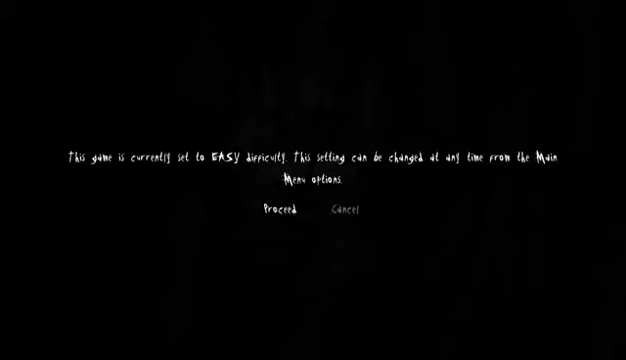 This game is currently set to EASY difficulty. This setting can be changed at any time from the Main
Menu options.
Proceed Cancel